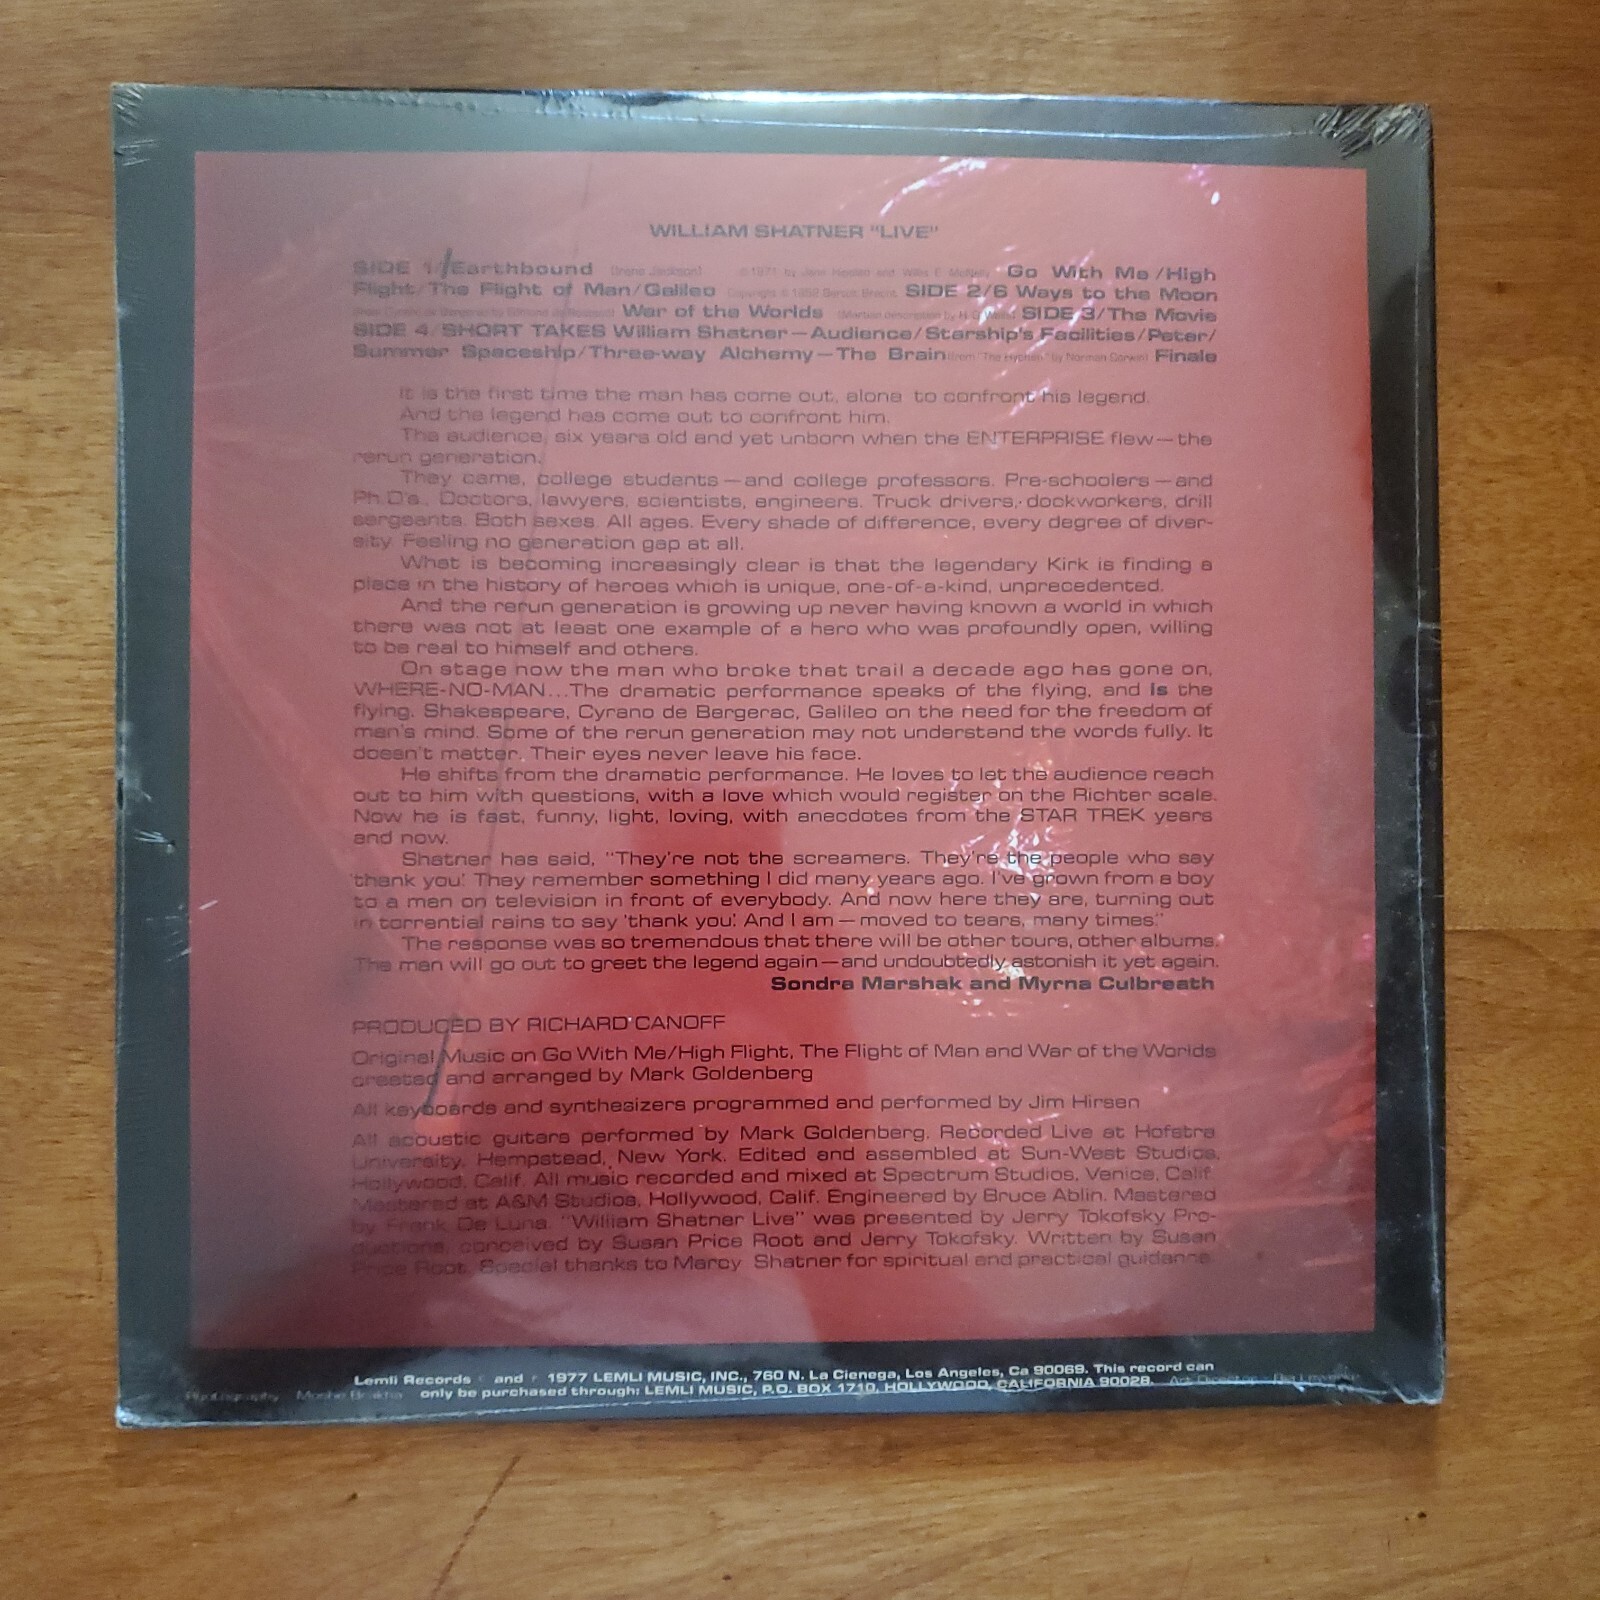 WILLIAM SHATNER "LIVE"
SIDE 1/Earthbound (Irene Jackson) © 1971 by Jane Heeden and Willis E. McNelly Go With Me/High
Flight/The Flight of Man/Galileo Copyright © 1952 Bertolt Brecht SIDE 2/6 Ways to the Moon
War of the Worlds (Martian description by H.G. Wells) SIDE 3/The Movie
SIDE 4/SHORT TAKES William Shatner—Audience/Starship's Facilities/Peter/
Summer Spaceship/Three-way Alchemy—The Brain (from "The Hyphen" by Norman Corwin) Finale
It is the first time the man has come out, alone to confront his legend.
And the legend has come out to confront him.
The audience, six years old and yet unborn when the ENTERPRISE flew—the
rerun generation.
They came, college students—and college professors. Pre-schoolers—and
Ph.D's., Doctors, lawyers, scientists, engineers. Truck drivers, dockworkers, drill
sergeants. Both sexes. All ages. Every shade of difference, every degree of diver-
sity. Feeling no generation gap at all.
What is becoming increasingly clear is that the legendary Kirk is finding a
place in the history of heroes which is unique, one-of-a-kind, unprecedented.
And the rerun generation is growing up never having known a world in which
there was not at least one example of a hero who was profoundly open, willing
to be real to himself and others.
On stage now the man who broke that trail a decade ago has gone on,
WHERE-NO-MAN...The dramatic performance speaks of the flying, and is the
flying. Shakespeare, Cyrano de Bergerac, Galileo on the need for the freedom of
man's mind. Some of the rerun generation may not understand the words fully. It
doesn't matter. Their eyes never leave his face.
He shifts from the dramatic performance. He loves to let the audience reach
out to him with questions, with a love which would register on the Richter scale.
Now he is fast, funny, light, loving, with anecdotes from the STAR TREK years
and now.
Shatner has said, "They're not the screamers. They're the people who say
'thank you'. They remember something I did many years ago. I've grown from a boy
to a man on television in front of everybody. And now here they are, turning out
in torrential rains to say 'thank you'. And I am—moved to tears, many times."
The response was so tremendous that there will be other tours, other albums.
The man will go out to greet the legend again—and undoubtedly astonish it yet again.
Sondra Marshak and Myrna Culbreath
PRODUCED BY RICHARD CANOFF
Original Music on Go With Me/High Flight, The Flight of Man and War of the Worlds
created and arranged by Mark Goldenberg
All keyboards and synthesizers programmed and performed by Jim Hirsen
All acoustic guitars performed by Mark Goldenberg. Recorded Live at Hofstra
University, Hempstead, New York. Edited and assembled at Sun-West Studios,
Hollywood, Calif. All music recorded and mixed at Spectrum Studios, Venice, Calif.
Mastered at A&M Studios, Hollywood, Calif. Engineered by Bruce Ablin. Mastered
by Frank De Luna. "William Shatner Live" was presented by Jerry Tokofsky Pro-
ductions, conceived by Susan Price Root and Jerry Tokofsky. Written by Susan
Price Root. Special thanks to Marcy Shatner for spiritual and practical guidance.
Lemli Records and 1977 LEMLI MUSIC, INC., 760 N. La Cienega, Los Angeles, Ca 90069. This record can
Photography only be purchased through: LEMLI MUSIC, P.O. BOX 1710, HOLLYWOOD, CALIFORNIA 90028. Art Director